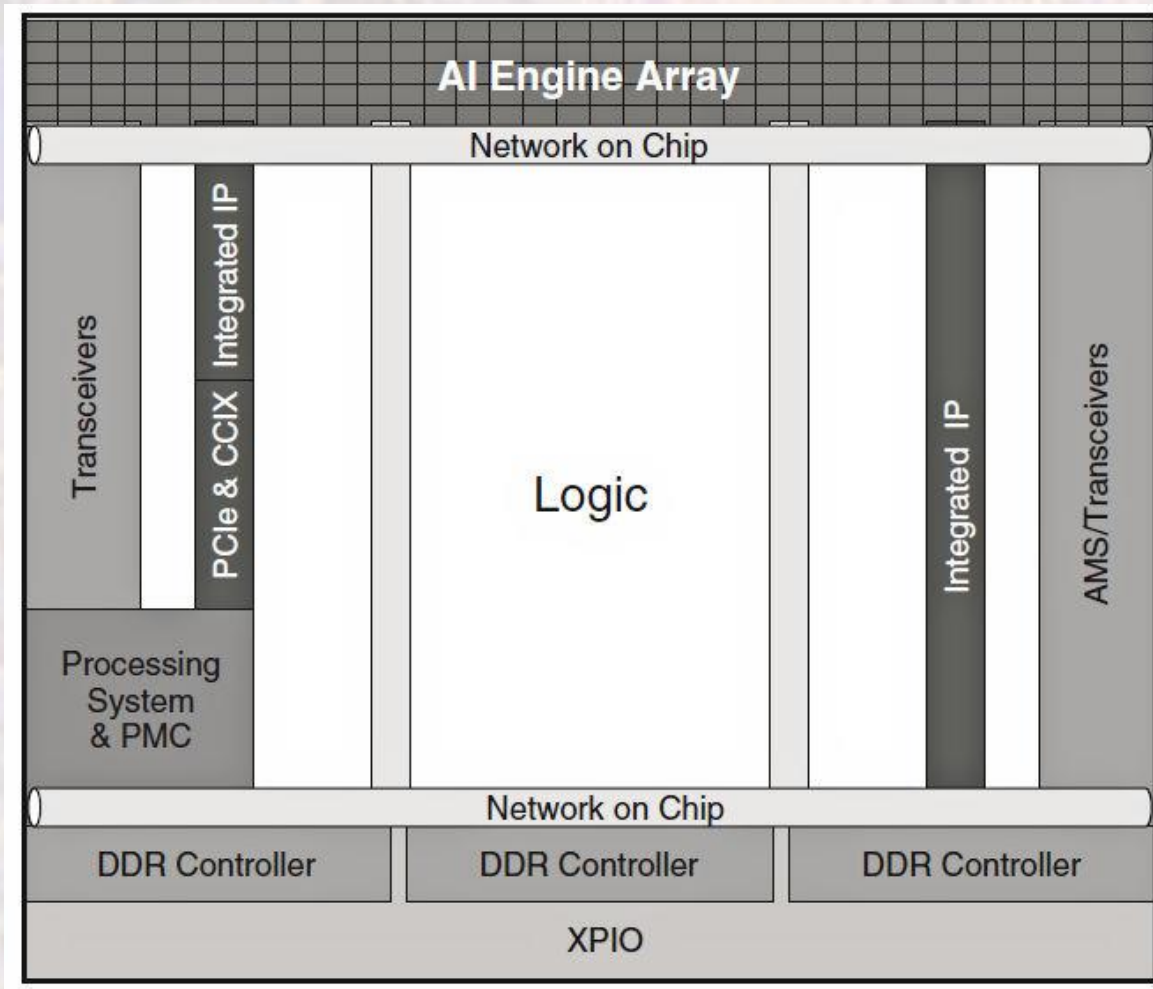 AI Engine Array
Network on Chip
Transceivers
Integrated IP
PCIe & CCIX
Logic
Integrated IP
AMS/Transceivers
Processing
System
& PMC
Network on Chip
DDR Controller
DDR Controller
DDR Controller
XPIO